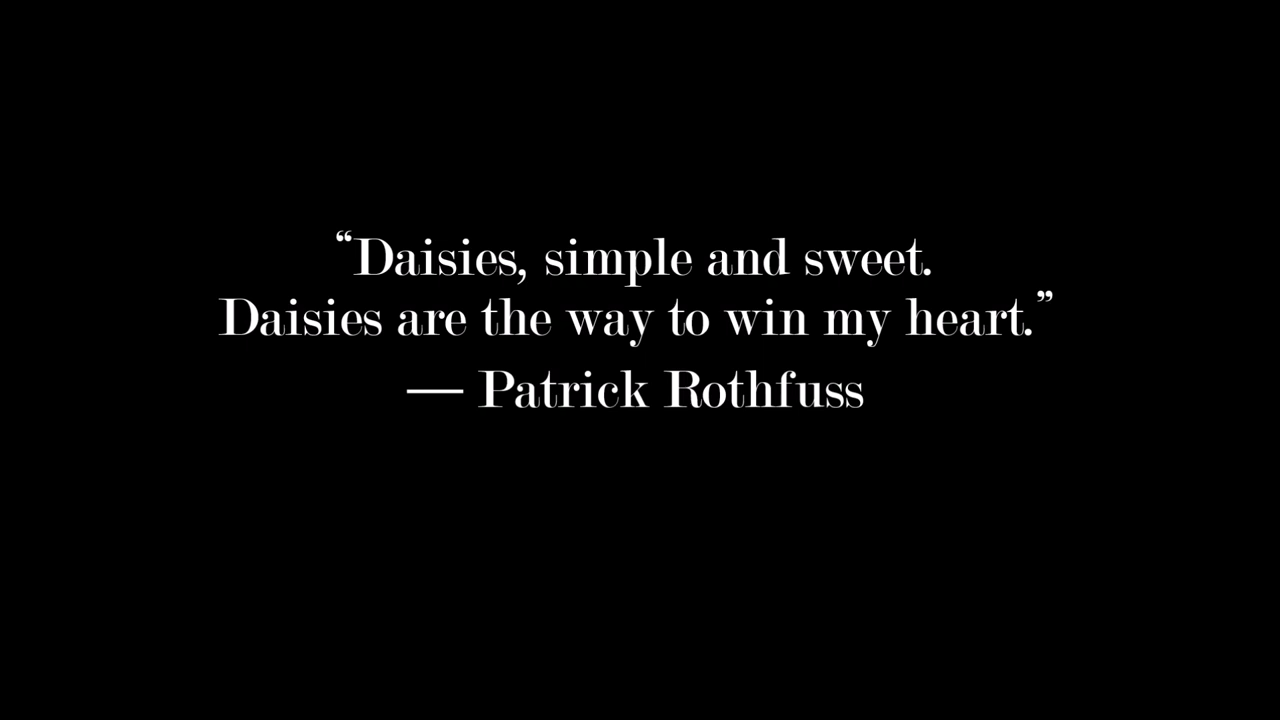 “Daisies, simple and sweet.
Daisies are the way to win my heart.”
— Patrick Rothfuss